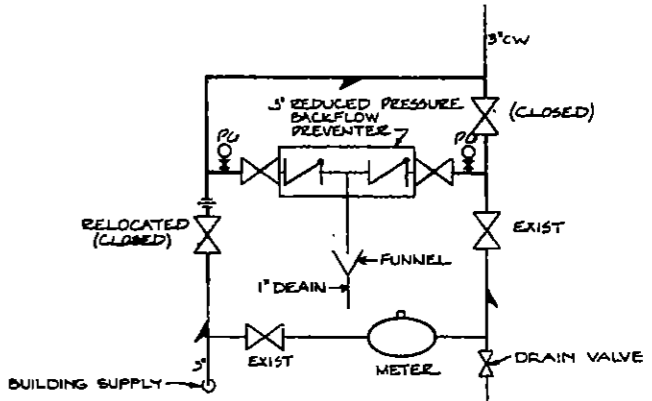 3" CW
3" REDUCED PRESSURE
BACKFLOW
PREVENTER
(CLOSED)
PG
PG
RELOCATED
(CLOSED)
EXIST
FUNNEL
1" DRAIN
3"
EXIST
METER
DRAIN VALVE
BUILDING SUPPLY